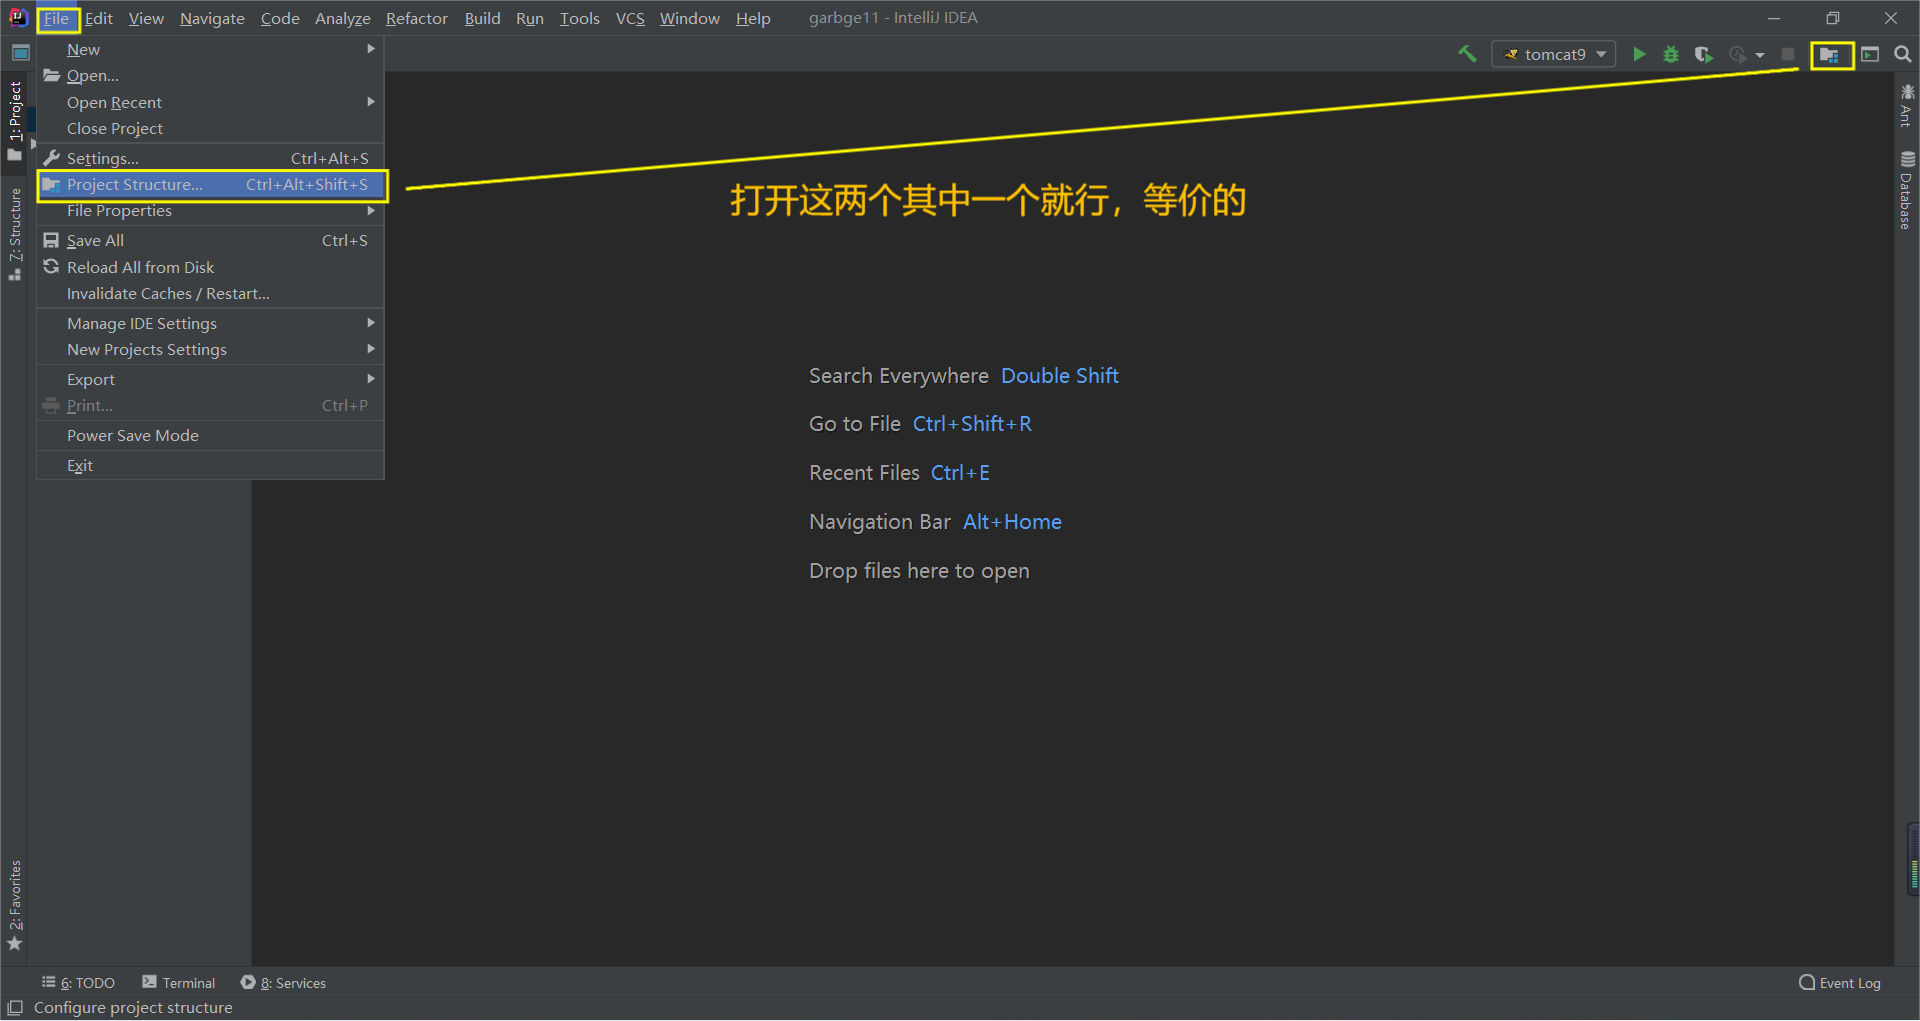 File Edit View Navigate Code Analyze Refactor Build Run Tools VCS Window Help garbge11 - IntelliJ IDEA
tomcat9
New
Open...
Open Recent
Close Project
Settings... Ctrl+Alt+S
Project Structure... Ctrl+Alt+Shift+S
File Properties
Save All Ctrl+S
Reload All from Disk
Invalidate Caches / Restart...
Manage IDE Settings
New Projects Settings
Export
Print... Ctrl+P
Power Save Mode
Exit
1: Project
7: Structure
2: Favorites
打开这两个其中一个就行，等价的
Search Everywhere Double Shift
Go to File Ctrl+Shift+R
Recent Files Ctrl+E
Navigation Bar Alt+Home
Drop files here to open
Ant
Database
6: TODO Terminal 8: Services Event Log
Configure project structure